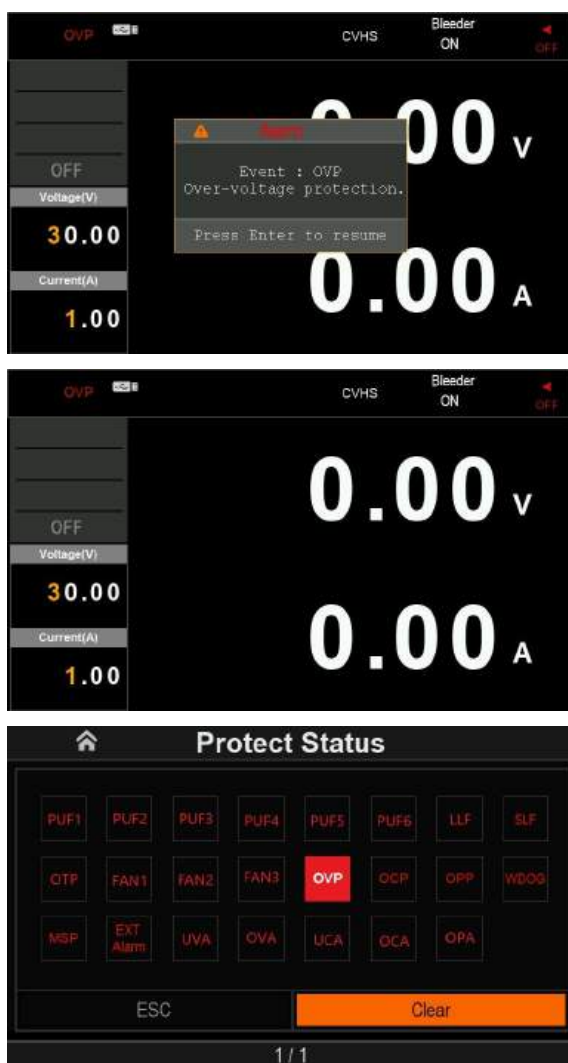 OVP
CVHS
Bleeder
ON
OFF
0.00 V
Alarm
Event : OVP
Over-voltage protection.
Press Enter to resume
OFF
Voltage(V)
30.00
Current(A)
1.00
0.00 A
OVP
CVHS
Bleeder
ON
OFF
0.00 V
OFF
Voltage(V)
30.00
Current(A)
1.00
0.00 A
Protect Status
PUF1 PUF2 PUF3 PUF4 PUF5 PUF6 LLF SLF
OTP FAN1 FAN2 FAN3 OVP OCP OPP WDOG
MSP EXT Alarm UVA OVA UCA OCA OPA
ESC Clear
1/1